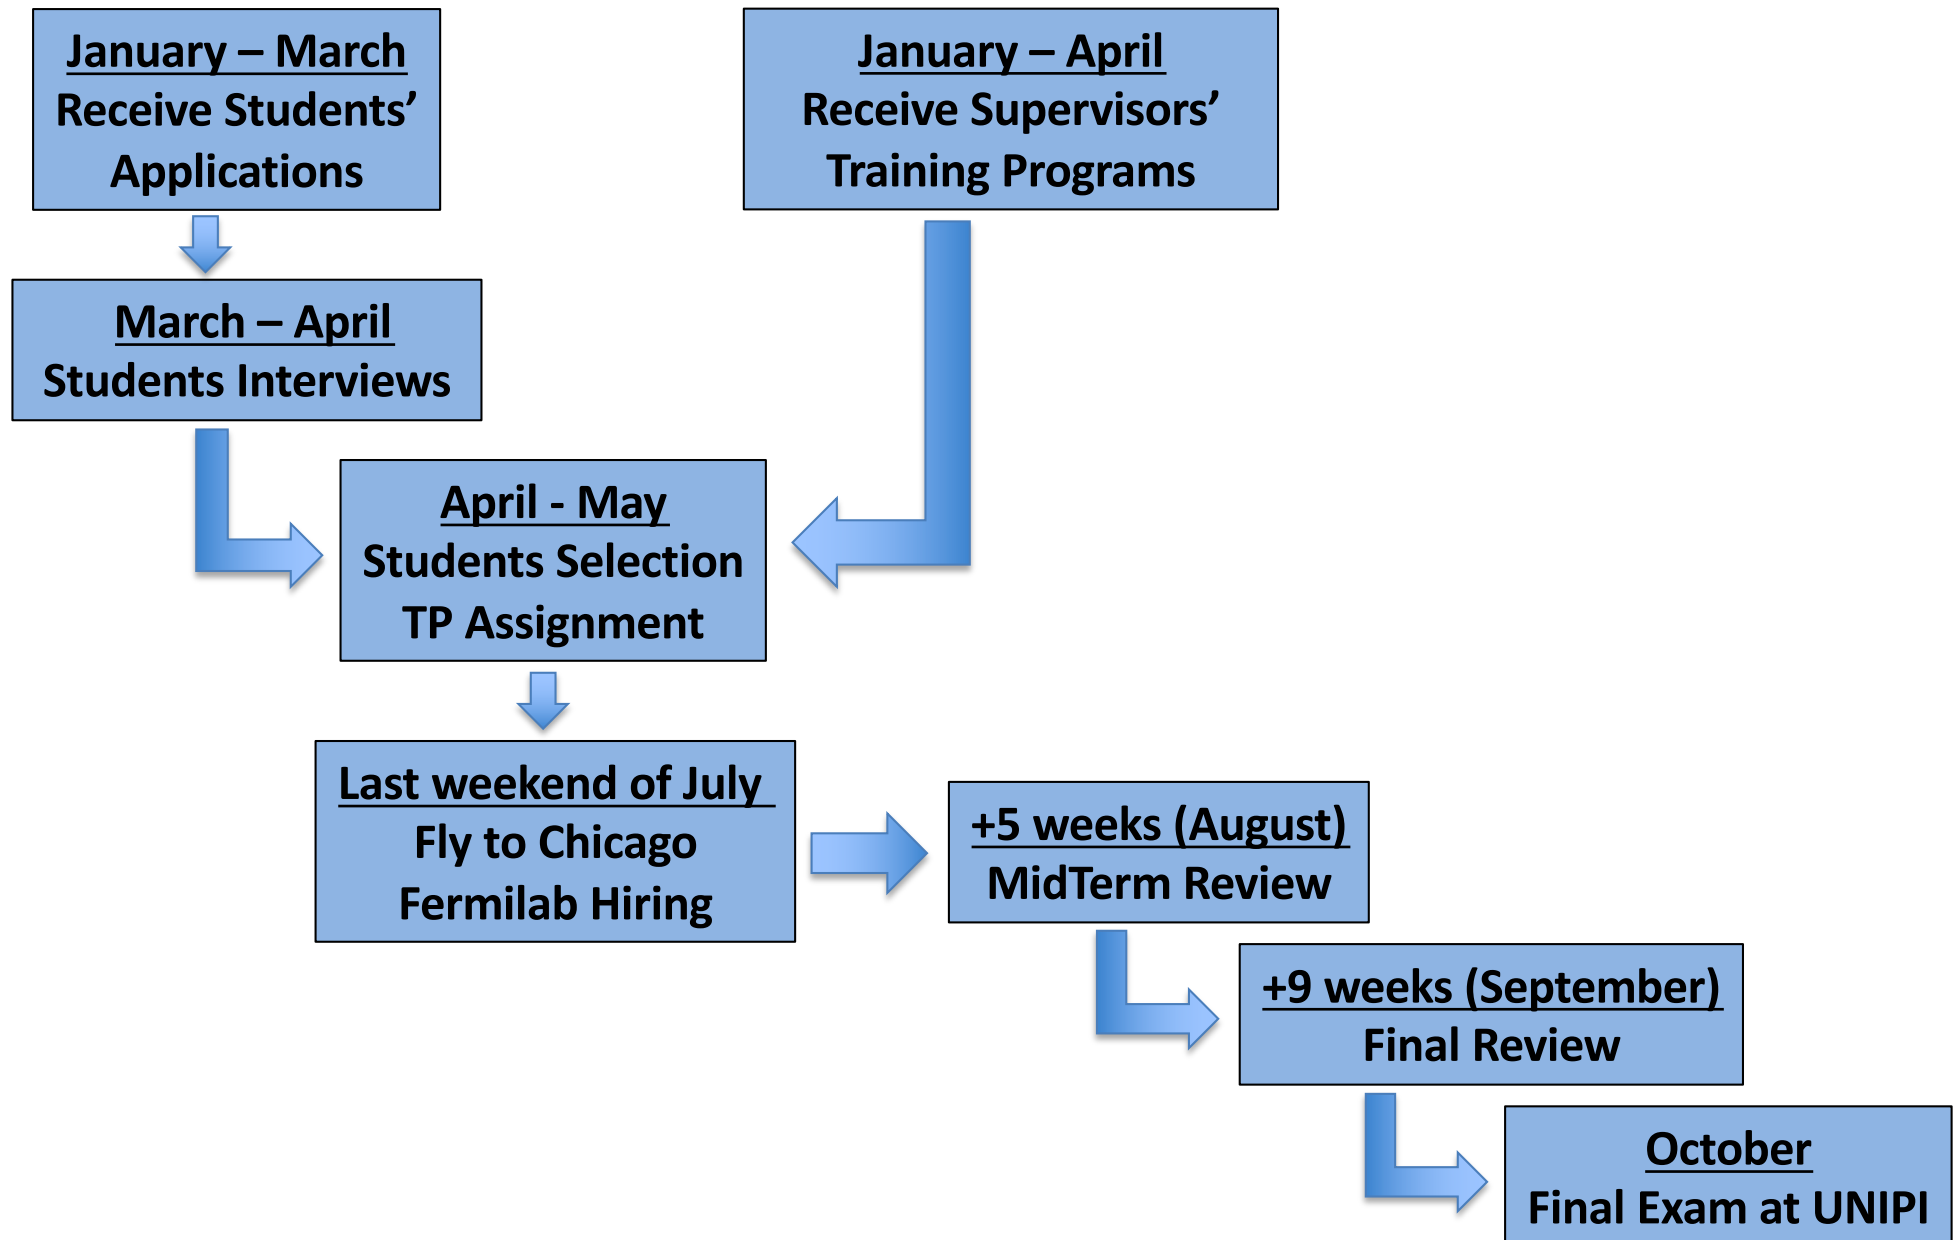 January – March
Receive Students’
Applications
January – April
Receive Supervisors’
Training Programs
March – April
Students Interviews
April - May
Students Selection
TP Assignment
Last weekend of July
Fly to Chicago
Fermilab Hiring
+5 weeks (August)
MidTerm Review
+9 weeks (September)
Final Review
October
Final Exam at UNIPI